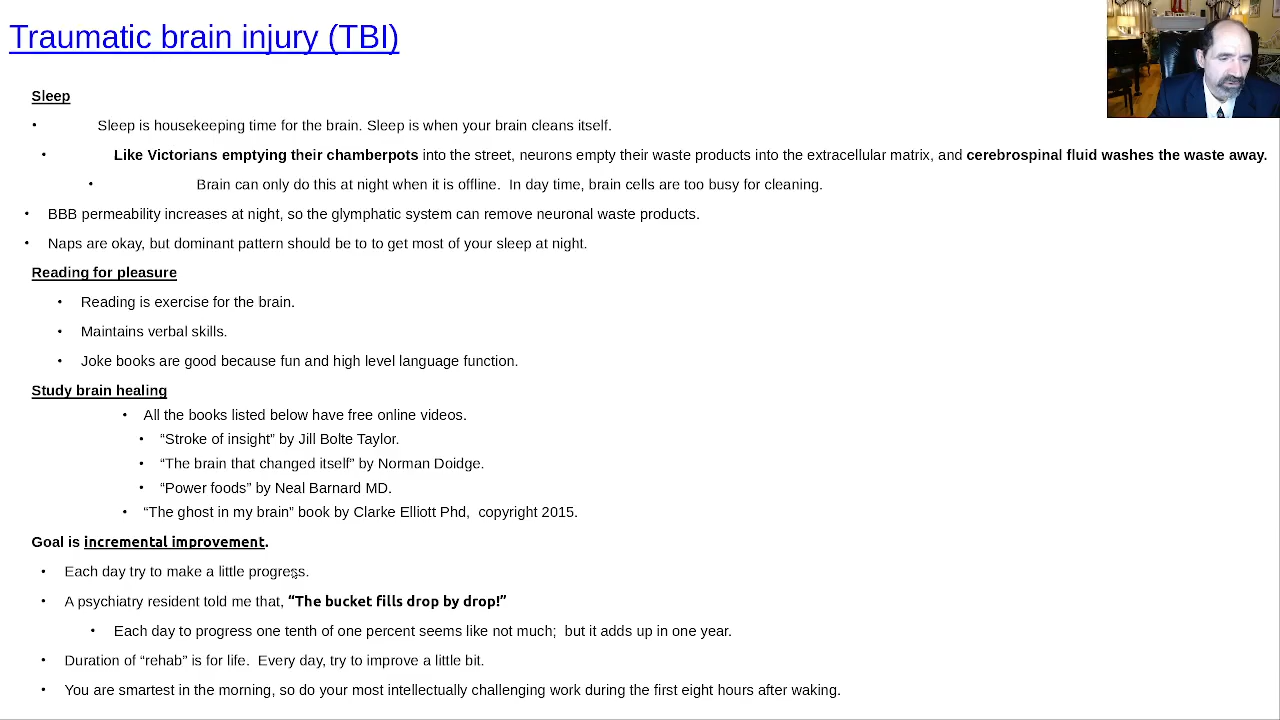 Traumatic brain injury (TBI)
Sleep
• Sleep is housekeeping time for the brain. Sleep is when your brain cleans itself.
• Like Victorians emptying their chamberpots into the street, neurons empty their waste products into the extracellular matrix, and cerebrospinal fluid washes the waste away.
• Brain can only do this at night when it is offline. In day time, brain cells are too busy for cleaning.
• BBB permeability increases at night, so the glymphatic system can remove neuronal waste products.
• Naps are okay, but dominant pattern should be to to get most of your sleep at night.
Reading for pleasure
• Reading is exercise for the brain.
• Maintains verbal skills.
• Joke books are good because fun and high level language function.
Study brain healing
• All the books listed below have free online videos.
• “Stroke of insight” by Jill Bolte Taylor.
• “The brain that changed itself” by Norman Doidge.
• “Power foods” by Neal Barnard MD.
• “The ghost in my brain” book by Clarke Elliott Phd, copyright 2015.
Goal is incremental improvement.
• Each day try to make a little progress.
• A psychiatry resident told me that, “The bucket fills drop by drop!”
• Each day to progress one tenth of one percent seems like not much; but it adds up in one year.
• Duration of “rehab” is for life. Every day, try to improve a little bit.
• You are smartest in the morning, so do your most intellectually challenging work during the first eight hours after waking.